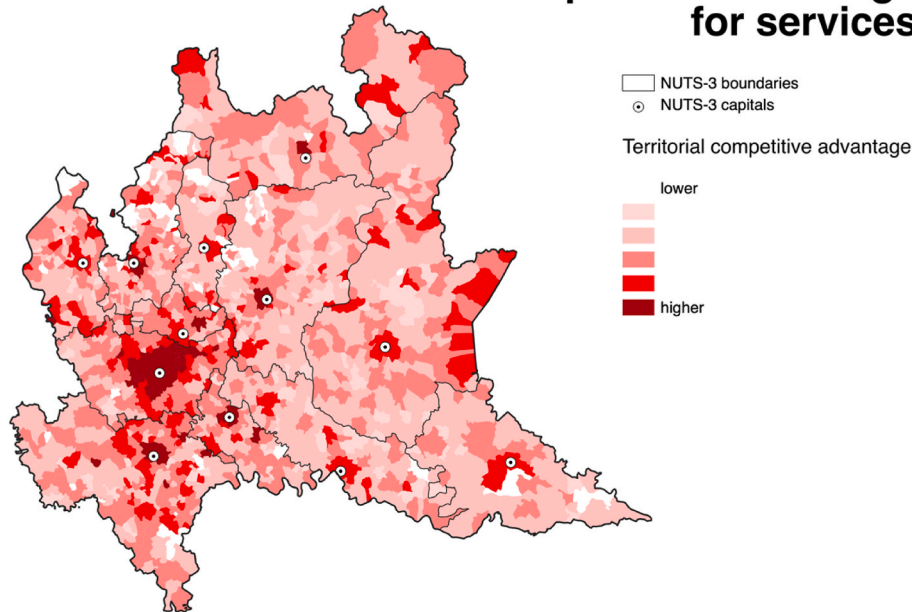 for services
NUTS-3 boundaries
NUTS-3 capitals
Territorial competitive advantage
lower
higher